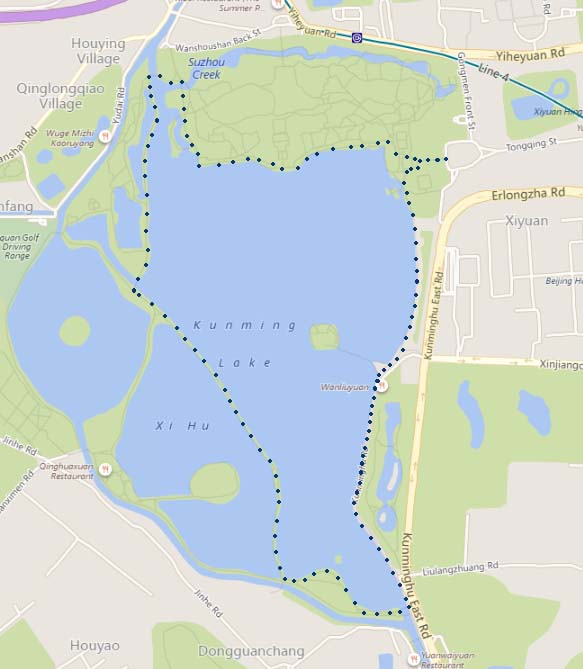 Summer P...
Yiheyuan Rd
Wanshoushan Back St
Houying
Village
Suzhou
Creek
Yiheyuan Rd
Line-4
Gongmen Front St
Qinglongqiao
Village
Yudai Rd
Xiyuan Hing
Wuge Mizhi
Kaoruyang
anshan Rd
Tongqing St
nfang
Erlongzha Rd
Xiyuan
quan Golf
Driving
Range
Beijing Ha
Kunminghu East Rd
Kunming
Lake
Xinjiango
Wanliuyuan
Xi Hu
Jinhe Rd
Qinghuaxuan
Restaurant
anximen Rd
Kunminghu East Rd
Liulangzhuang Rd
Jinhe Rd
Houyao
Dongguanchang
Yuanwaiyuan
Restaurant